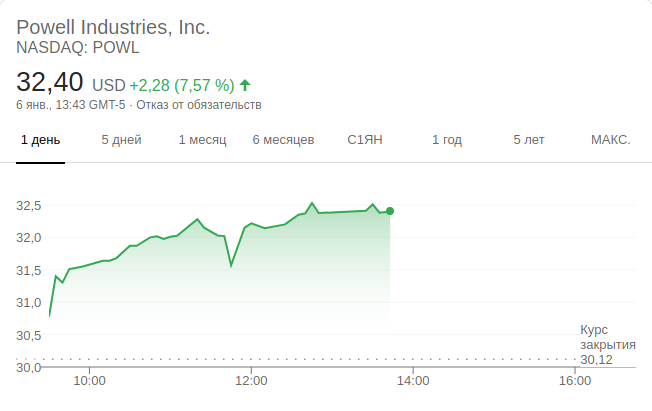 Powell Industries, Inc.
NASDAQ: POWL
32,40 USD +2,28 (7,57 %) ↑
6 янв., 13:43 GMT-5 · Отказ от обязательств
1 день 5 дней 1 месяц 6 месяцев С1ЯН 1 год 5 лет МАКС.
32,5
32,0
31,5
31,0
30,5
30,0
Курс
закрытия
30,12
10:00 12:00 14:00 16:00